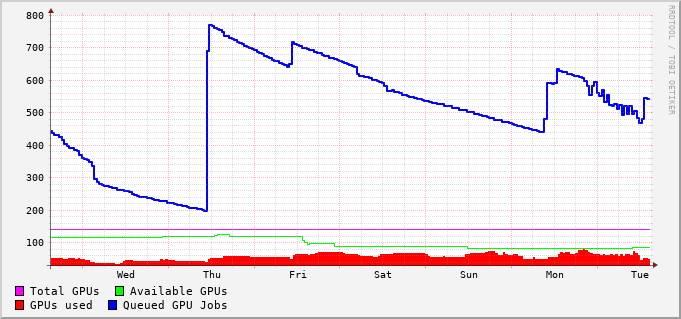 800
700
600
500
400
300
200
100
Wed Thu Fri Sat Sun Mon Tue
Total GPUs Available GPUs
GPUs used Queued GPU Jobs
RRDTOOL / TOBI OETIKER